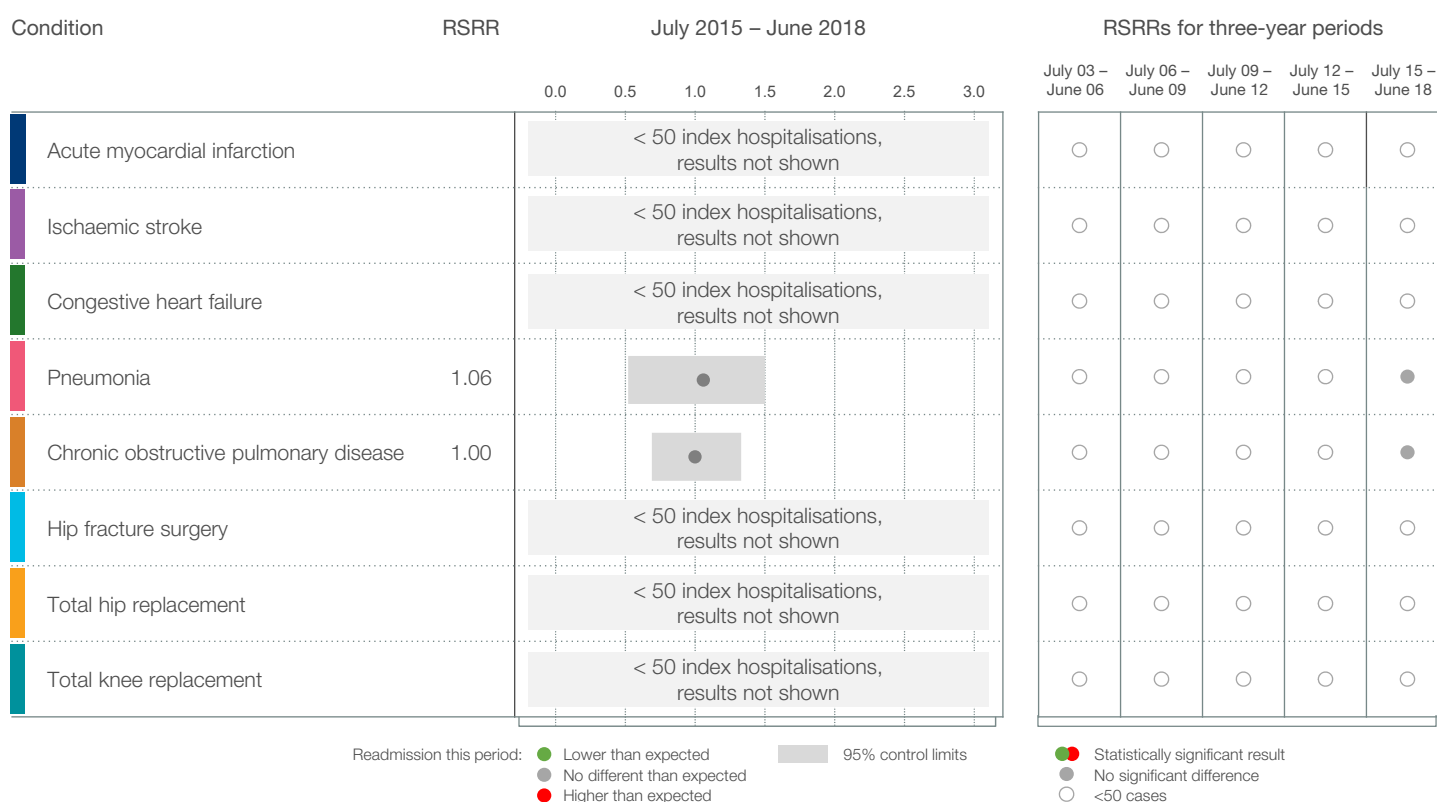 Condition RSRR July 2015 – June 2018 RSRRs for three-year periods
July 03 – July 06 – July 09 – July 12 – July 15 –
June 06 June 09 June 12 June 15 June 18
0.0 0.5 1.0 1.5 2.0 2.5 3.0
Acute myocardial infarction
< 50 index hospitalisations,
results not shown
Ischaemic stroke
< 50 index hospitalisations,
results not shown
Congestive heart failure
< 50 index hospitalisations,
results not shown
Pneumonia 1.06
Chronic obstructive pulmonary disease 1.00
Hip fracture surgery
< 50 index hospitalisations,
results not shown
Total hip replacement
< 50 index hospitalisations,
results not shown
Total knee replacement
< 50 index hospitalisations,
results not shown
Readmission this period: Lower than expected 95% control limits Statistically significant result
No different than expected No significant difference
Higher than expected <50 cases